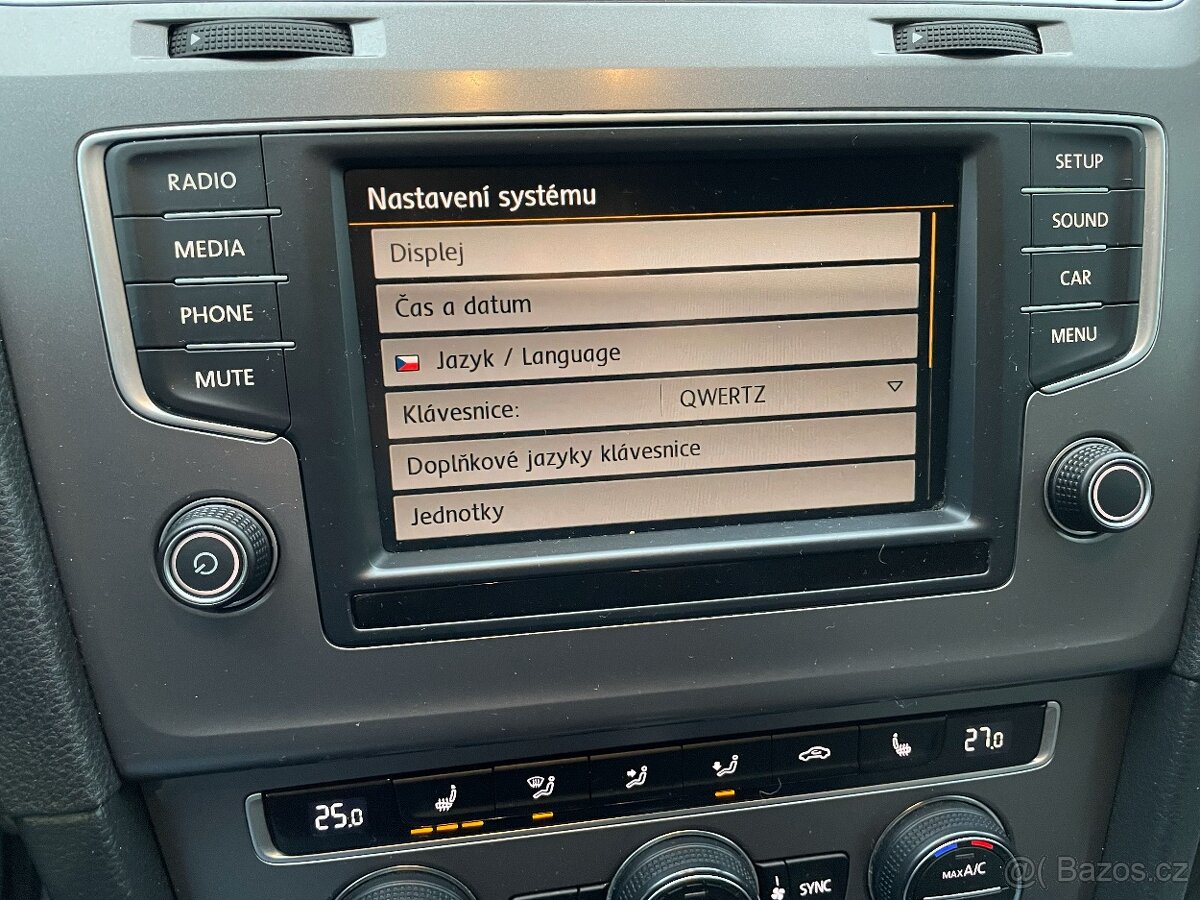 RADIO
MEDIA
PHONE
MUTE
Nastavení systému
Displej
Čas a datum
Jazyk / Language
Klávesnice: QWERTZ
Doplňkové jazyky klávesnice
Jednotky
SETUP
SOUND
CAR
MENU
25.0
27.0
SYNC
MAX A/C
@( Bazos.cz